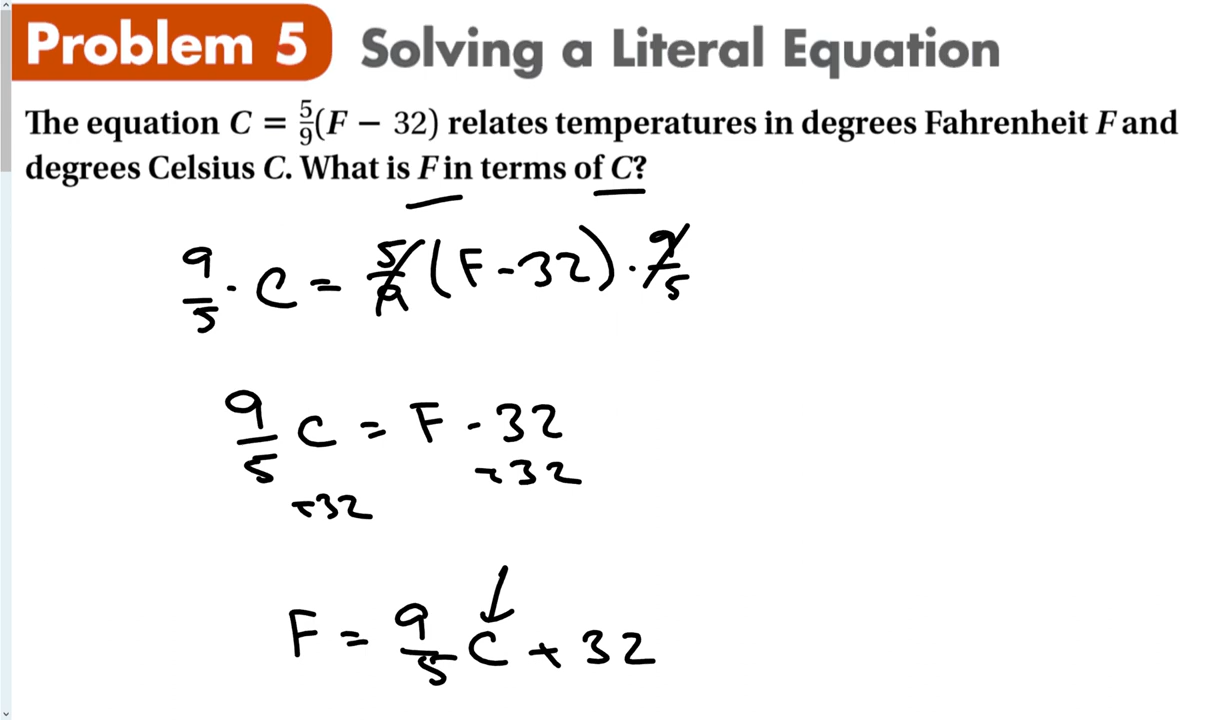 Problem 5 Solving a Literal Equation
The equation C = 5/9(F − 32) relates temperatures in degrees Fahrenheit F and
degrees Celsius C. What is F in terms of C?
9/5 · C = 5/9 (F - 32) · 9/5
9/5 C = F - 32
+32
+32
F = 9/5 C + 32